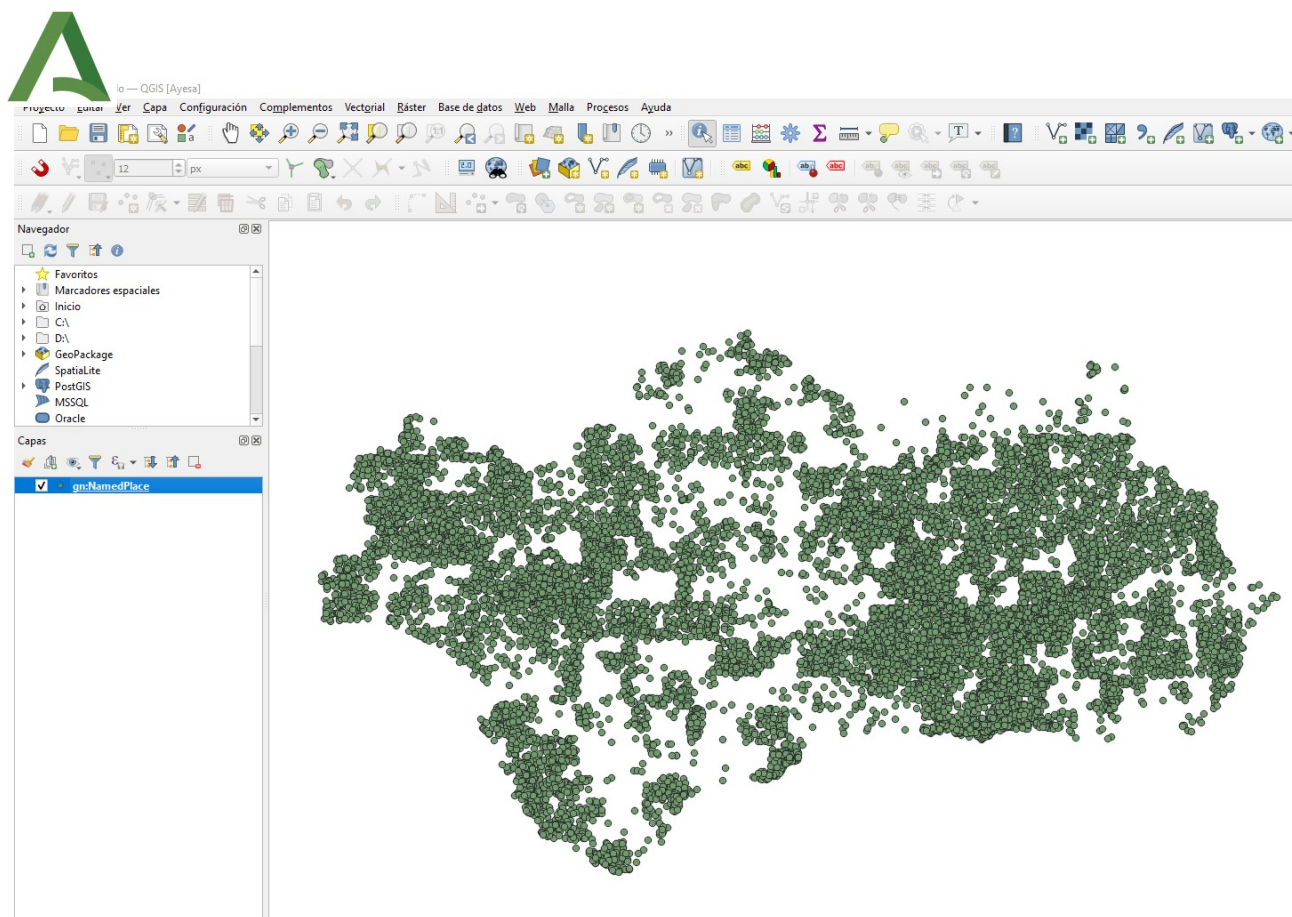 lo — QGIS [Ayesa]
Proyecto Editar Ver Capa Configuración Complementos Vectorial Ráster Base de datos Web Malla Procesos Ayuda
12 px
Navegador
Favoritos
Marcadores espaciales
Inicio
C:\
D:\
GeoPackage
SpatiaLite
PostGIS
MSSQL
Oracle
Capas
gn:NamedPlace